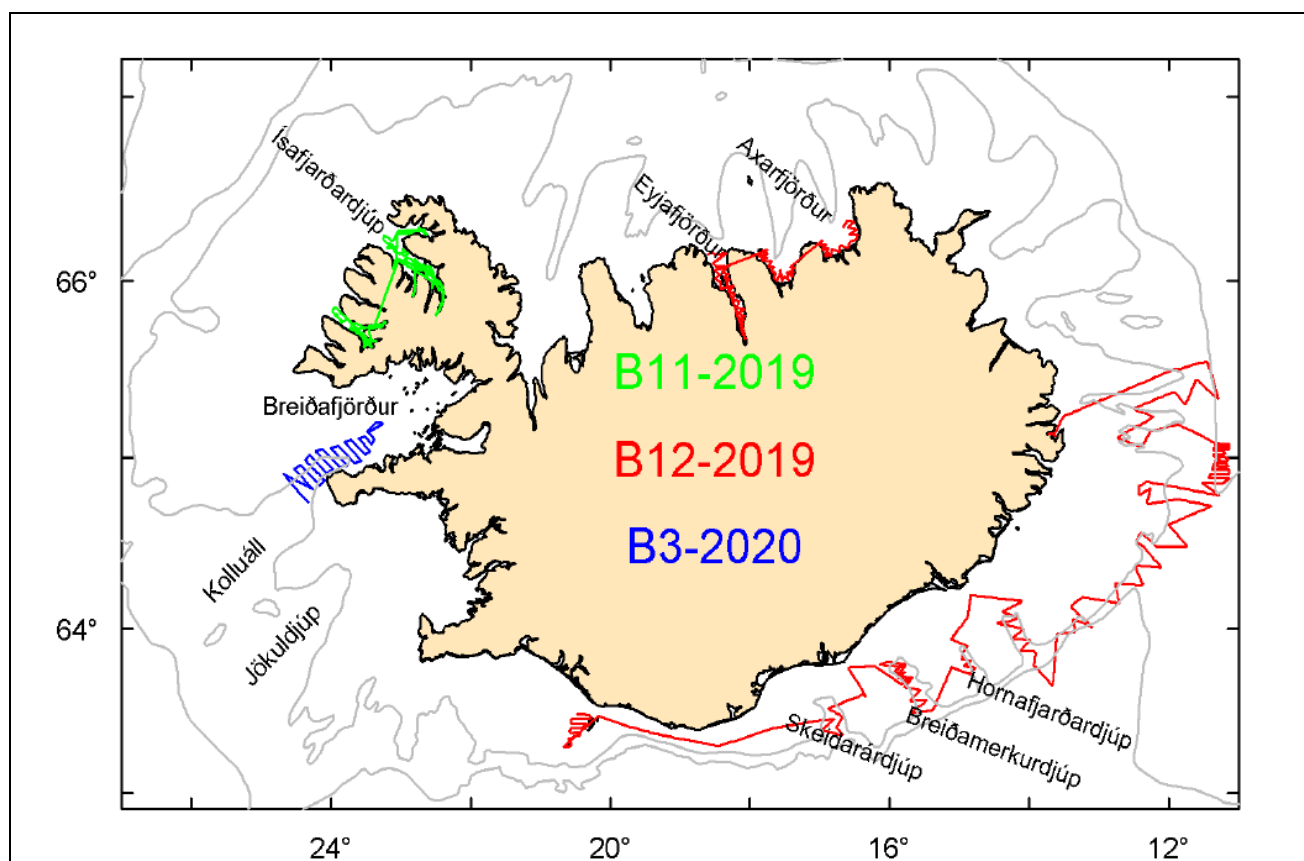 Ísafjarðardjúp
Eyjafjörður
Axarfjörður
66°
B11-2019
Breiðafjörður
B12-2019
B3-2020
Kolluáll
64°
Jökuldjúp
Hornafjarðardjúp
Breiðamerkurdjúp
Skeidarárdjúp
24°
20°
16°
12°